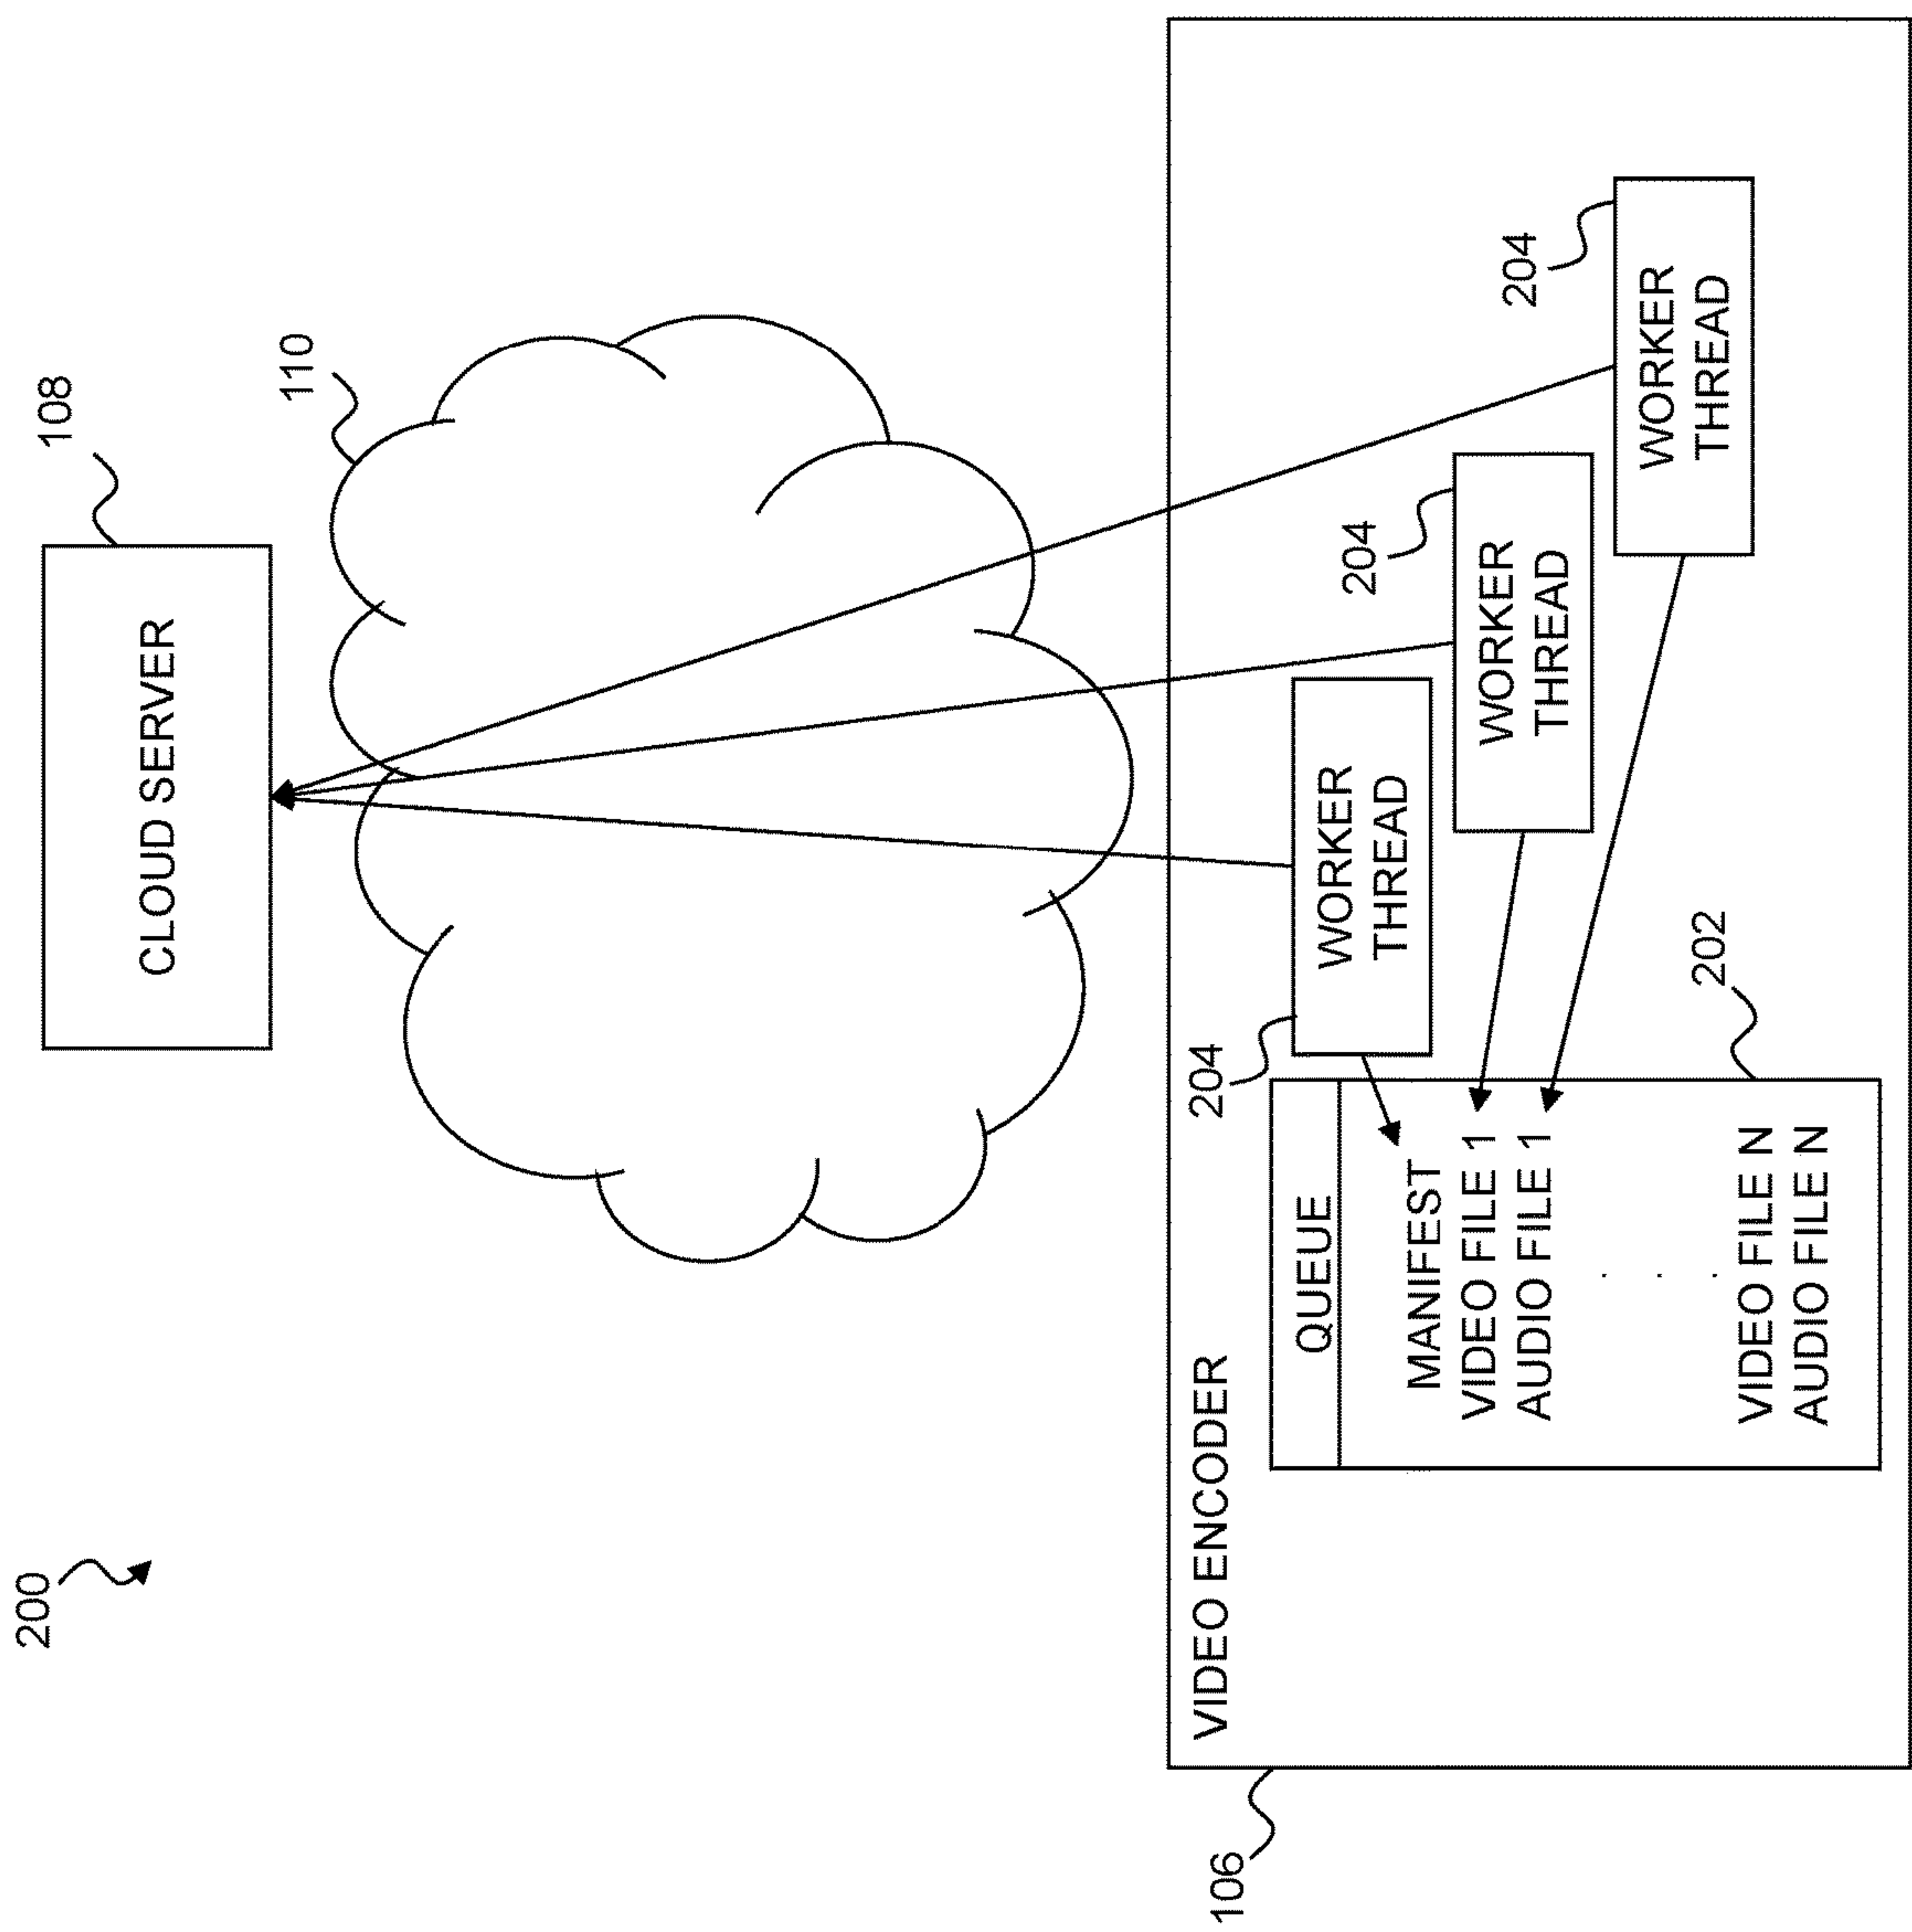 200
108
CLOUD SERVER
110
106
VIDEO ENCODER
QUEUE
MANIFEST
VIDEO FILE 1
AUDIO FILE 1
. . .
VIDEO FILE N
AUDIO FILE N
202
204
WORKER
THREAD
204
WORKER
THREAD
204
WORKER
THREAD